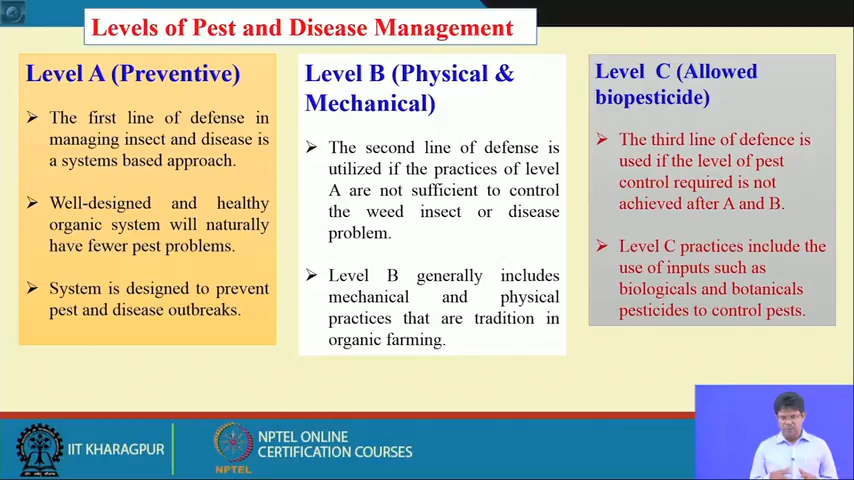 Levels of Pest and Disease Management
Level A (Preventive)
➢ The first line of defense in
managing insect and disease is
a systems based approach.
➢ Well-designed and healthy
organic system will naturally
have fewer pest problems.
➢ System is designed to prevent
pest and disease outbreaks.
Level B (Physical &
Mechanical)
➢ The second line of defense is
utilized if the practices of level
A are not sufficient to control
the weed insect or disease
problem.
➢ Level B generally includes
mechanical and physical
practices that are tradition in
organic farming.
Level C (Allowed
biopesticide)
➢ The third line of defence is
used if the level of pest
control required is not
achieved after A and B.
➢ Level C practices include the
use of inputs such as
biologicals and botanicals
pesticides to control pests.
IIT KHARAGPUR
NPTEL
NPTEL ONLINE
CERTIFICATION COURSES